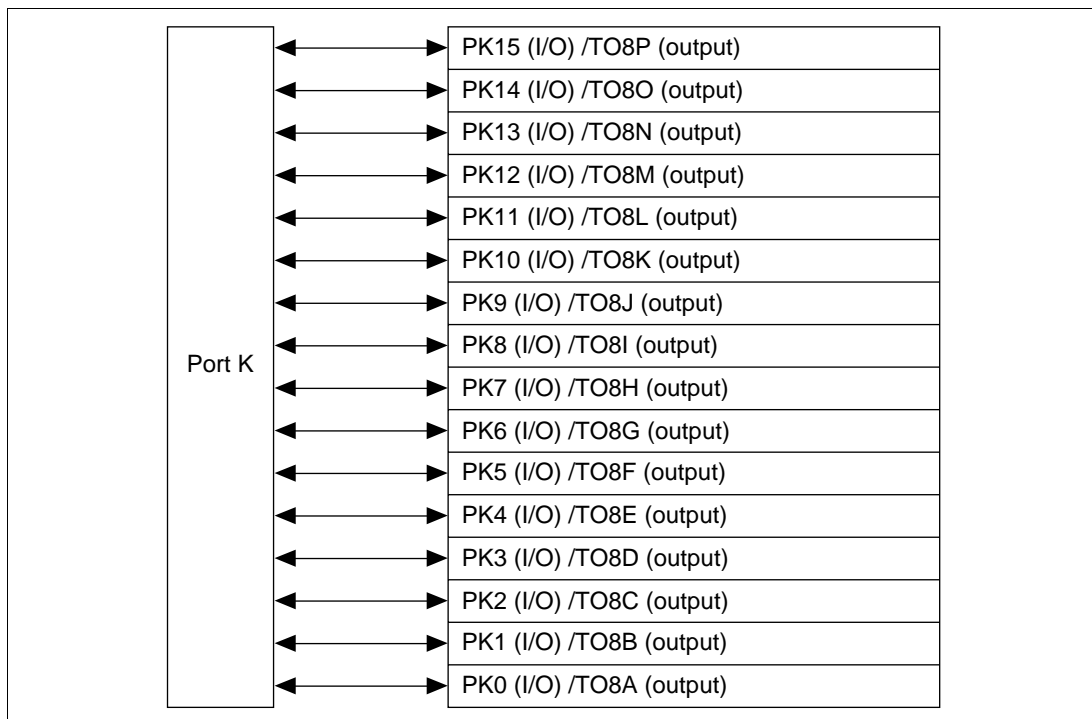 PK15 (I/O) /TO8P (output)
PK14 (I/O) /TO8O (output)
PK13 (I/O) /TO8N (output)
PK12 (I/O) /TO8M (output)
PK11 (I/O) /TO8L (output)
PK10 (I/O) /TO8K (output)
PK9 (I/O) /TO8J (output)
PK8 (I/O) /TO8I (output)
Port K
PK7 (I/O) /TO8H (output)
PK6 (I/O) /TO8G (output)
PK5 (I/O) /TO8F (output)
PK4 (I/O) /TO8E (output)
PK3 (I/O) /TO8D (output)
PK2 (I/O) /TO8C (output)
PK1 (I/O) /TO8B (output)
PK0 (I/O) /TO8A (output)